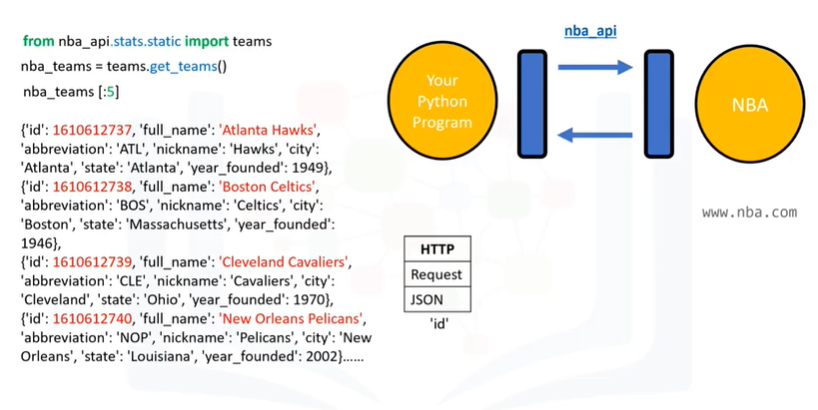 from nba_api.stats.static import teams
nba_teams = teams.get_teams()
nba_teams [:5]
{'id': 1610612737, 'full_name': 'Atlanta Hawks',
'abbreviation': 'ATL', 'nickname': 'Hawks', 'city':
'Atlanta', 'state': 'Atlanta', 'year_founded': 1949},
{'id': 1610612738, 'full_name': 'Boston Celtics',
'abbreviation': 'BOS', 'nickname': 'Celtics', 'city':
'Boston', 'state': 'Massachusetts', 'year_founded':
1946},
{'id': 1610612739, 'full_name': 'Cleveland Cavaliers',
'abbreviation': 'CLE', 'nickname': 'Cavaliers', 'city':
'Cleveland', 'state': 'Ohio', 'year_founded': 1970},
{'id': 1610612740, 'full_name': 'New Orleans Pelicans',
'abbreviation': 'NOP', 'nickname': 'Pelicans', 'city': 'New
Orleans', 'state': 'Louisiana', 'year_founded': 2002}......
nba_api
Your
Python
Program
NBA
www.nba.com
HTTP
Request
JSON
'id'